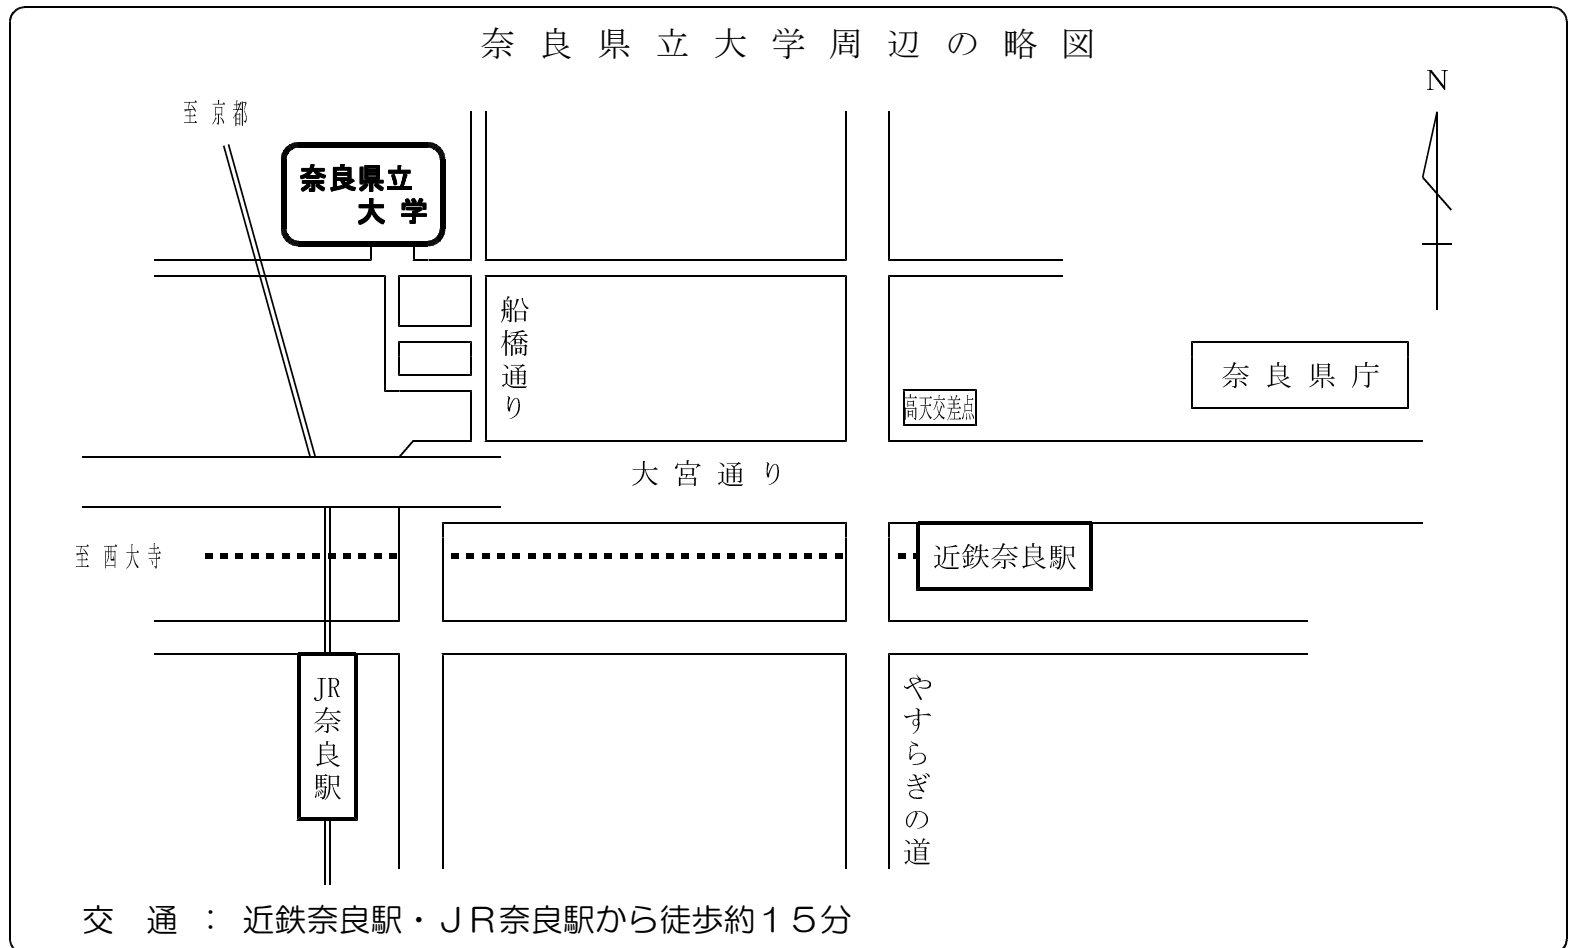 奈良県立大学周辺の略図
N
至 京都
奈良県立
大 学
船橋通り
奈良県庁
高天交差点
大宮通り
至 西大寺
近鉄奈良駅
JR奈良駅
やすらぎの道
交　通　：　近鉄奈良駅・ＪＲ奈良駅から徒歩約１５分